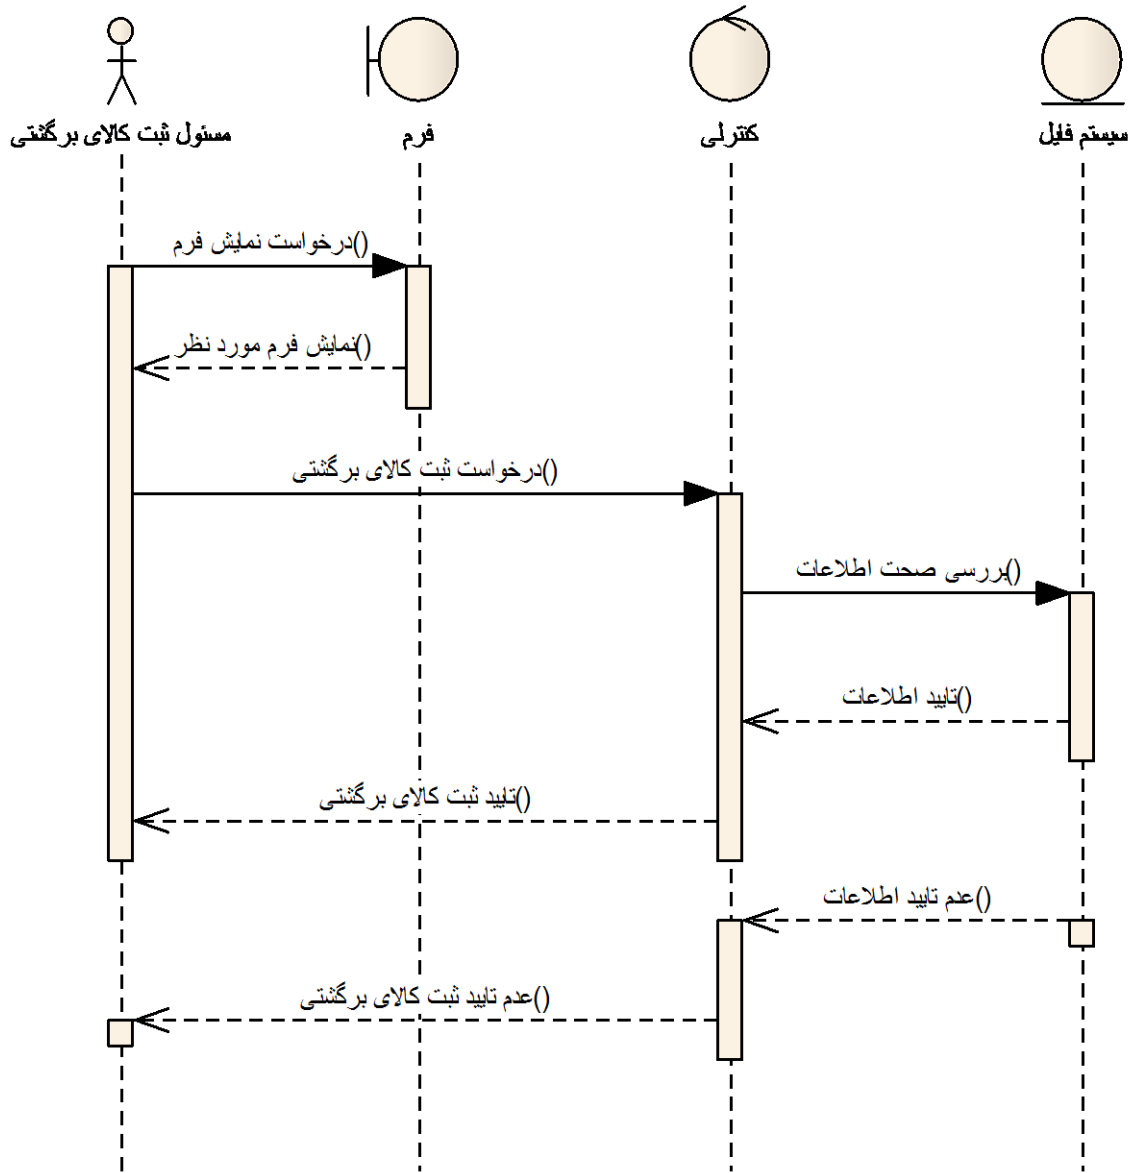 مسئول ثبت کالای برگشتی
فرم
کنترلی
سیستم فایل
درخواست نمایش فرم()
نمایش فرم مورد نظر()
درخواست ثبت کالای برگشتی()
بررسی صحت اطلاعات()
تایید اطلاعات()
تایید ثبت کالای برگشتی()
عدم تایید اطلاعات()
عدم تایید ثبت کالای برگشتی()